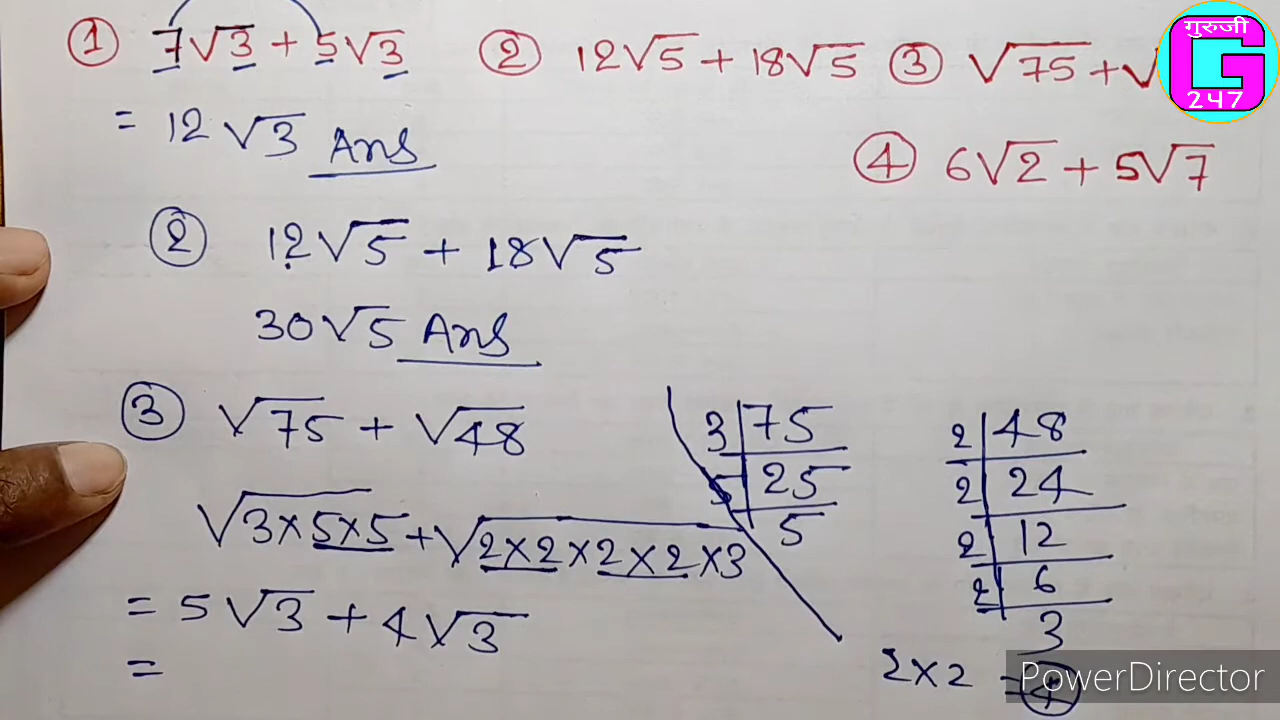 ① 7√3 + 5√3 ② 12√5 + 18√5 ③ √75 + √
गुरुजी
247
= 12√3 Ans
④ 6√2 + 5√7
② 12√5 + 18√5
30√5 Ans
③ √75 + √48
√3×5×5 + √2×2×2×2×3
= 5√3 + 4√3
=
3|75
5|25
5
2|48
2|24
2|12
2|6
3
2×2 = 4
PowerDirector